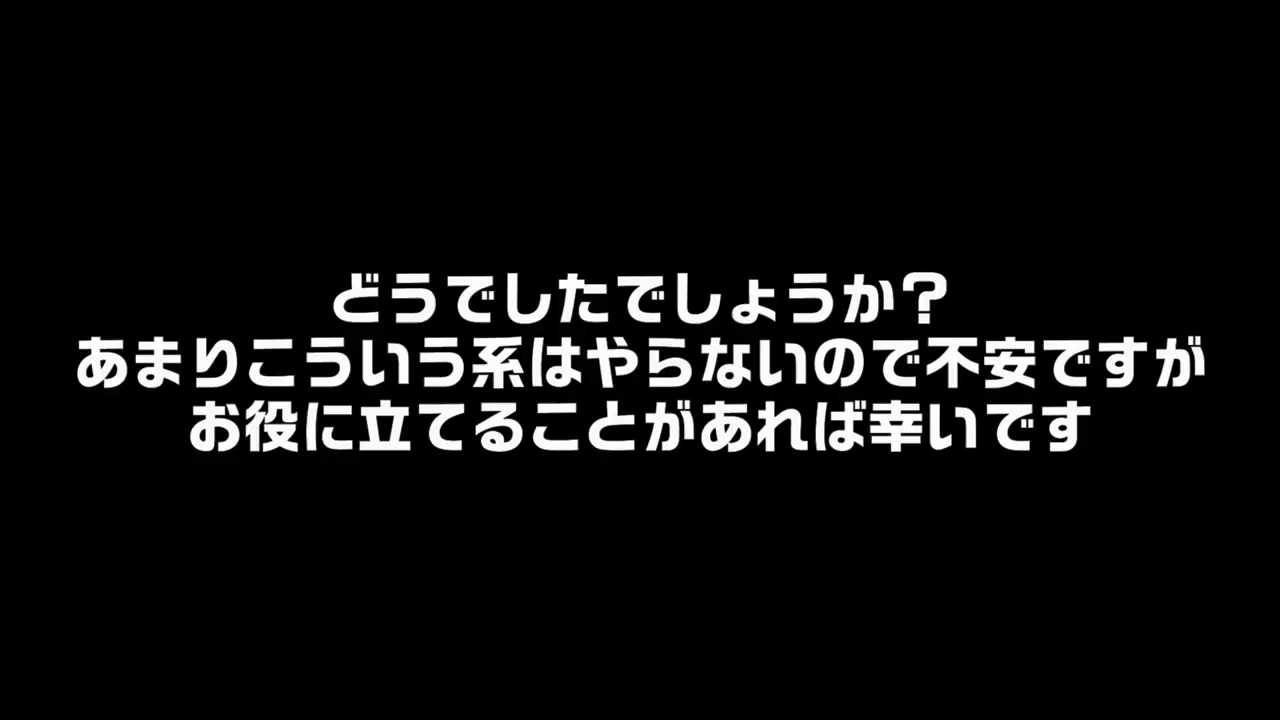 どうでしたでしょうか？
あまりこういう系はやらないので不安ですが
お役に立てることがあれば幸いです